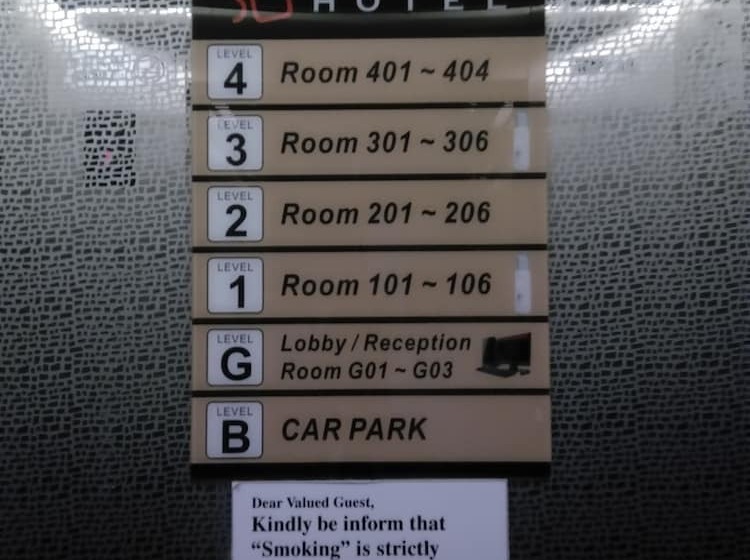 HOTEL
LEVEL
4
Room 401 ~ 404
LEVEL
3
Room 301 ~ 306
LEVEL
2
Room 201 ~ 206
LEVEL
1
Room 101 ~ 106
LEVEL
G
Lobby / Reception
Room G01 ~ G03
LEVEL
B
CAR PARK
Dear Valued Guest,
Kindly be inform that
“Smoking” is strictly